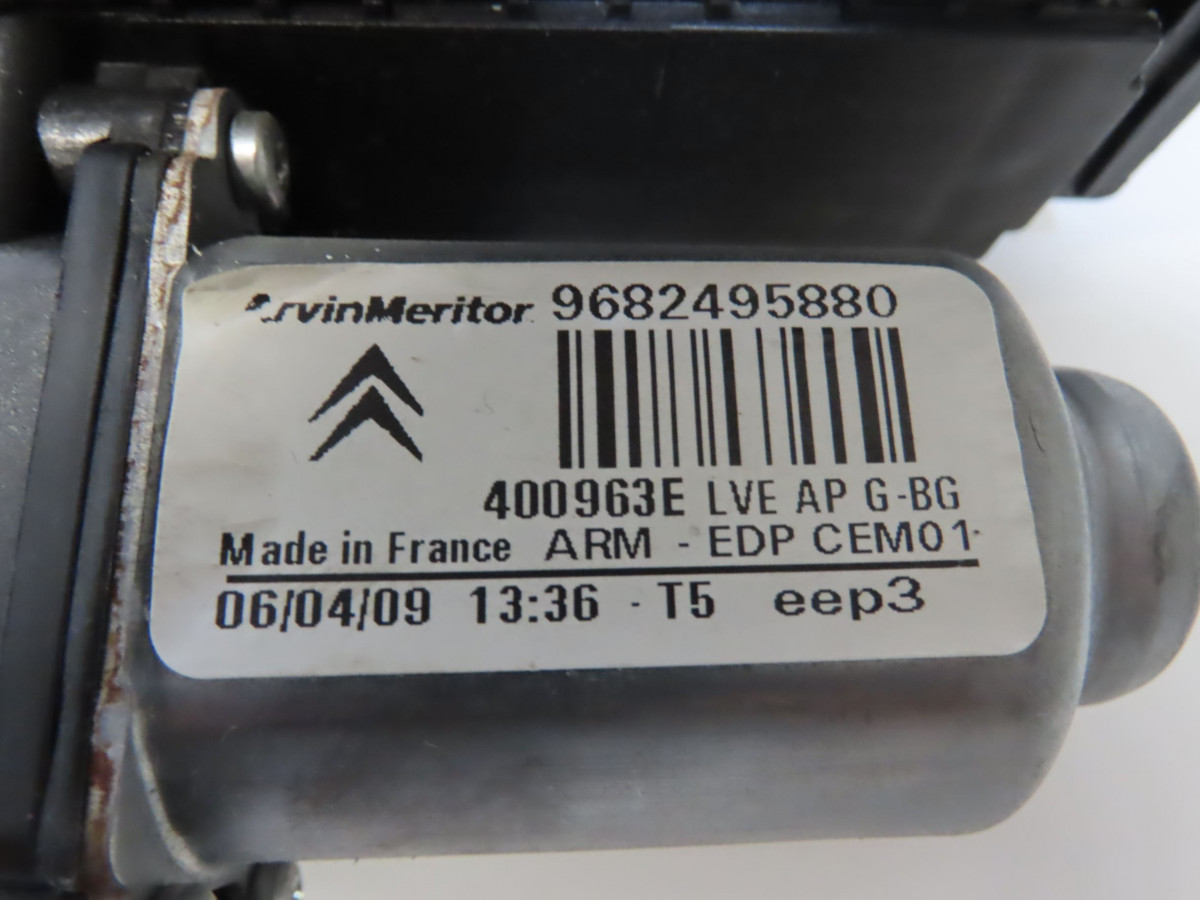 ArvinMeritor 9682495880
400963E LVE AP G-BG
Made in France ARM - EDP CEM01
06/04/09 13:36 - T5 eep3